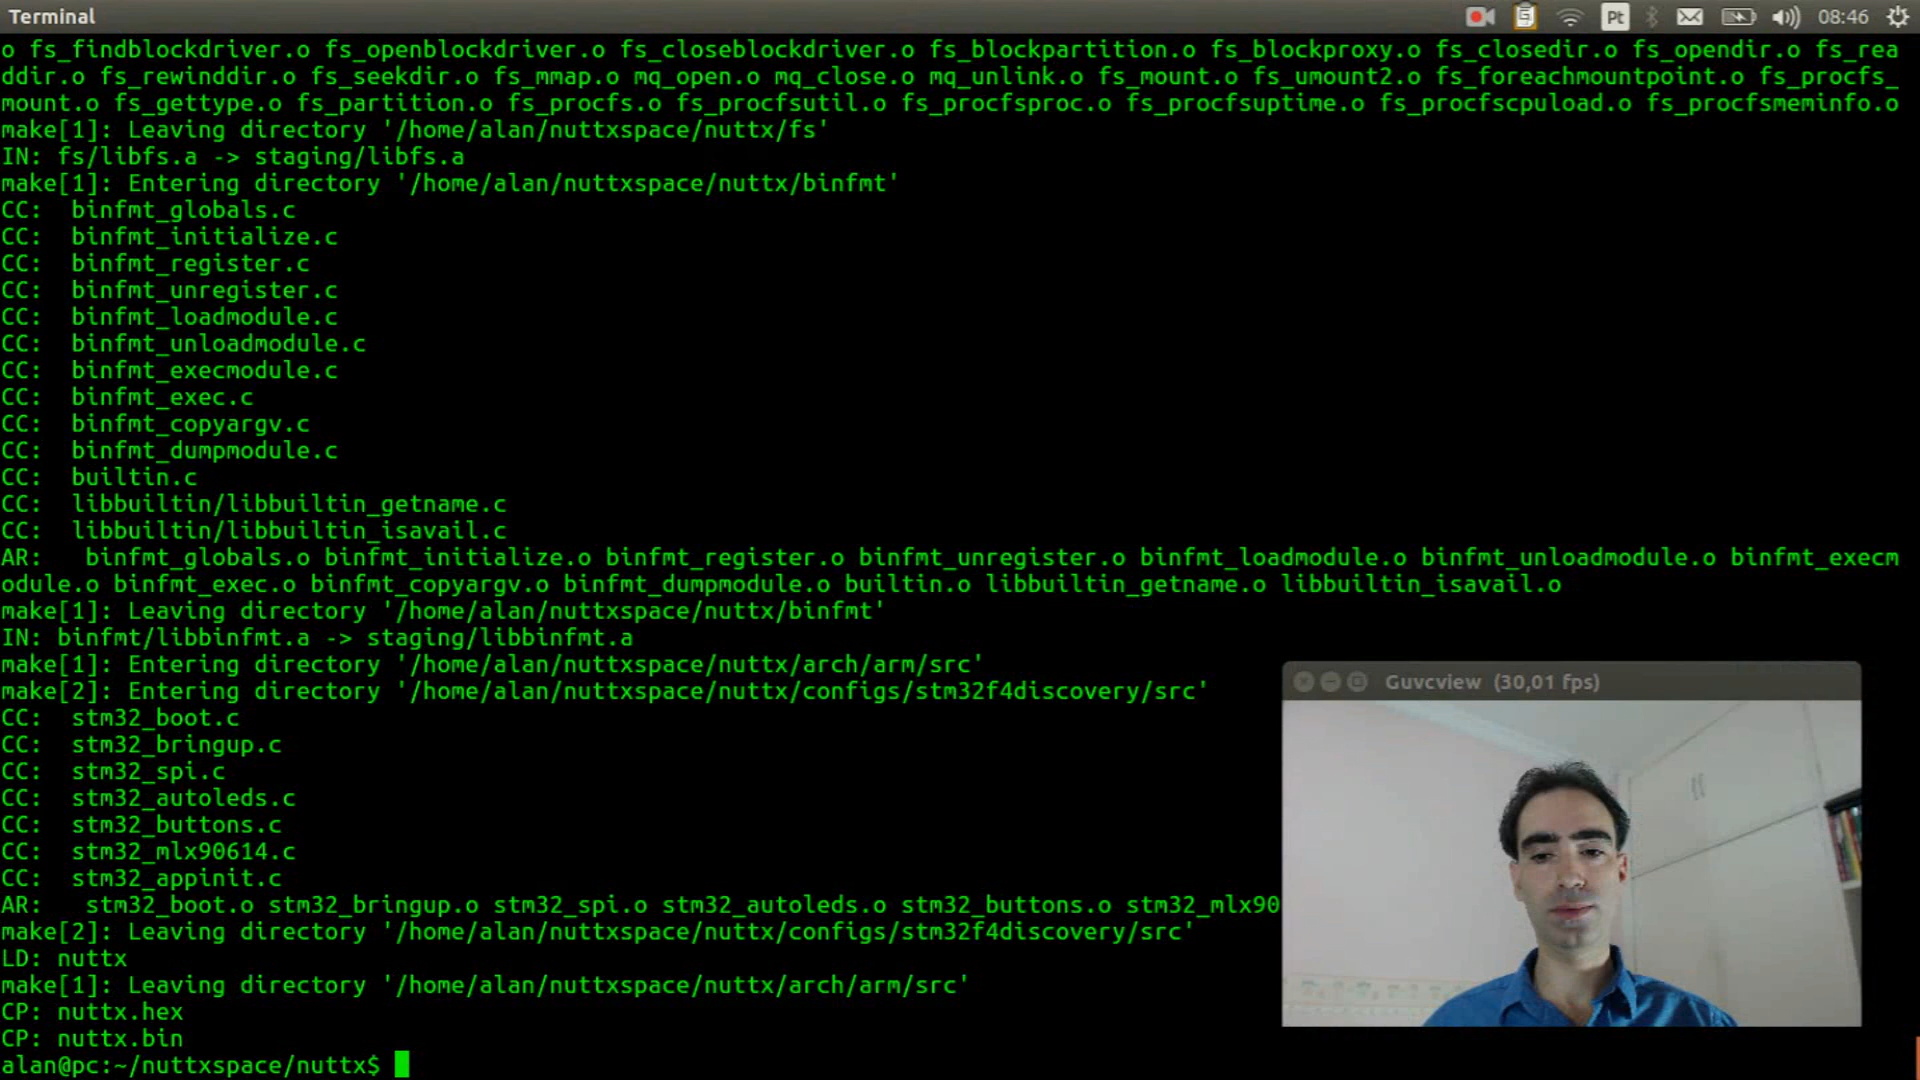 Terminal
Pt
08:46
o fs_findblockdriver.o fs_openblockdriver.o fs_closeblockdriver.o fs_blockpartition.o fs_blockproxy.o fs_closedir.o fs_opendir.o fs_rea
ddir.o fs_rewinddir.o fs_seekdir.o fs_mmap.o mq_open.o mq_close.o mq_unlink.o fs_mount.o fs_umount2.o fs_foreachmountpoint.o fs_procfs_
mount.o fs_gettype.o fs_partition.o fs_procfs.o fs_procfsutil.o fs_procfsproc.o fs_procfsuptime.o fs_procfscpuload.o fs_procfsmeminfo.o
make[1]: Leaving directory '/home/alan/nuttxspace/nuttx/fs'
IN: fs/libfs.a -> staging/libfs.a
make[1]: Entering directory '/home/alan/nuttxspace/nuttx/binfmt'
CC:  binfmt_globals.c
CC:  binfmt_initialize.c
CC:  binfmt_register.c
CC:  binfmt_unregister.c
CC:  binfmt_loadmodule.c
CC:  binfmt_unloadmodule.c
CC:  binfmt_execmodule.c
CC:  binfmt_exec.c
CC:  binfmt_copyargv.c
CC:  binfmt_dumpmodule.c
CC:  builtin.c
CC:  libbuiltin/libbuiltin_getname.c
CC:  libbuiltin/libbuiltin_isavail.c
AR:   binfmt_globals.o binfmt_initialize.o binfmt_register.o binfmt_unregister.o binfmt_loadmodule.o binfmt_unloadmodule.o binfmt_execm
odule.o binfmt_exec.o binfmt_copyargv.o binfmt_dumpmodule.o builtin.o libbuiltin_getname.o libbuiltin_isavail.o
make[1]: Leaving directory '/home/alan/nuttxspace/nuttx/binfmt'
IN: binfmt/libbinfmt.a -> staging/libbinfmt.a
make[1]: Entering directory '/home/alan/nuttxspace/nuttx/arch/arm/src'
make[2]: Entering directory '/home/alan/nuttxspace/nuttx/configs/stm32f4discovery/src'
CC:  stm32_boot.c
CC:  stm32_bringup.c
CC:  stm32_spi.c
CC:  stm32_autoleds.c
CC:  stm32_buttons.c
CC:  stm32_mlx90614.c
CC:  stm32_appinit.c
AR:   stm32_boot.o stm32_bringup.o stm32_spi.o stm32_autoleds.o stm32_buttons.o stm32_mlx90
make[2]: Leaving directory '/home/alan/nuttxspace/nuttx/configs/stm32f4discovery/src'
LD: nuttx
make[1]: Leaving directory '/home/alan/nuttxspace/nuttx/arch/arm/src'
CP: nuttx.hex
CP: nuttx.bin
alan@pc:~/nuttxspace/nuttx$
Guvcview (30,01 fps)